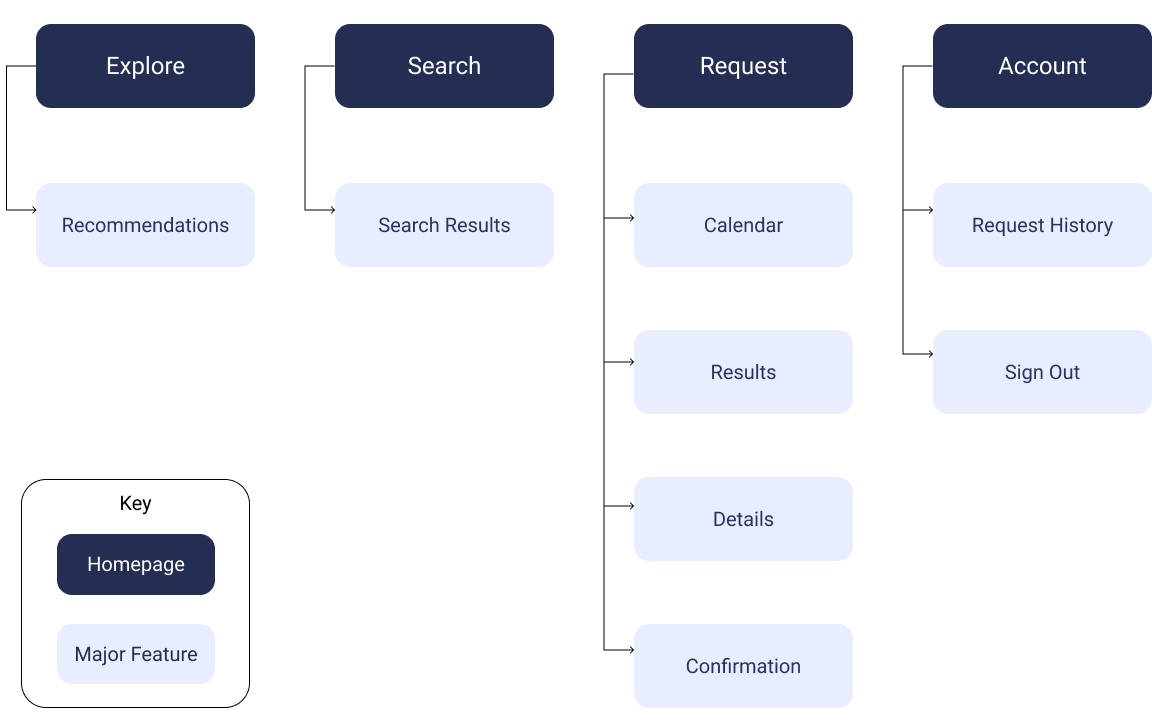 Explore
Search
Request
Account
Recommendations
Search Results
Calendar
Request History
Results
Sign Out
Key
Homepage
Major Feature
Details
Confirmation